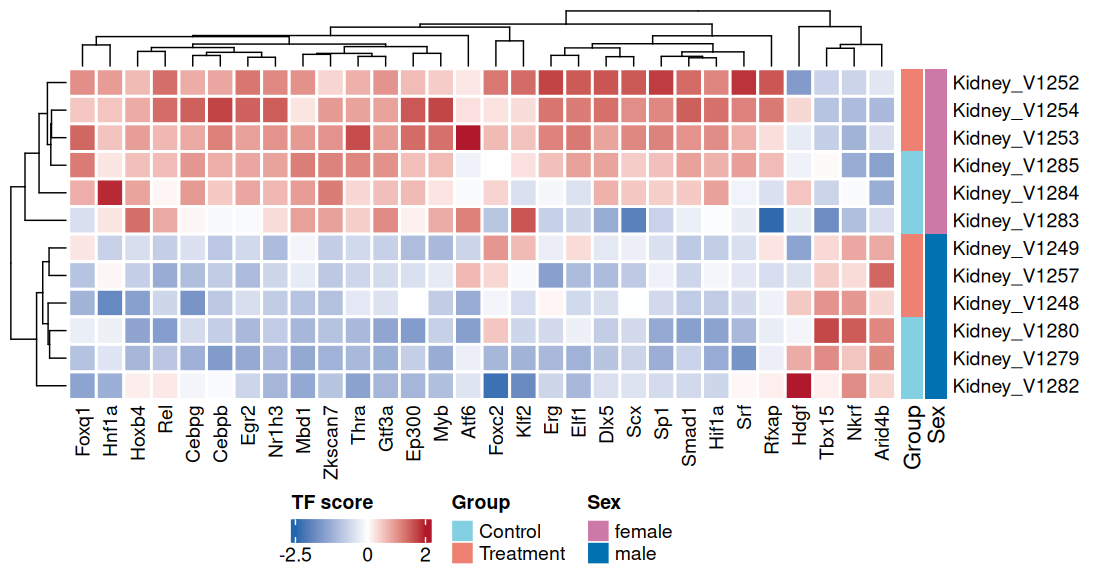 Kidney_V1252
Kidney_V1254
Kidney_V1253
Kidney_V1285
Kidney_V1284
Kidney_V1283
Kidney_V1249
Kidney_V1257
Kidney_V1248
Kidney_V1280
Kidney_V1279
Kidney_V1282
Foxq1
Hnf1a
Hoxb4
Rel
Cebpg
Cebpb
Egr2
Nr1h3
Mbd1
Zkscan7
Thra
Gtf3a
Ep300
Myb
Atf6
Foxc2
Klf2
Erg
Elf1
Dlx5
Scx
Sp1
Smad1
Hif1a
Srf
Rfxap
Hdgf
Tbx15
Nkrf
Arid4b
Group
Sex
TF score
-2.5 0 2
Group
Control
Treatment
Sex
female
male